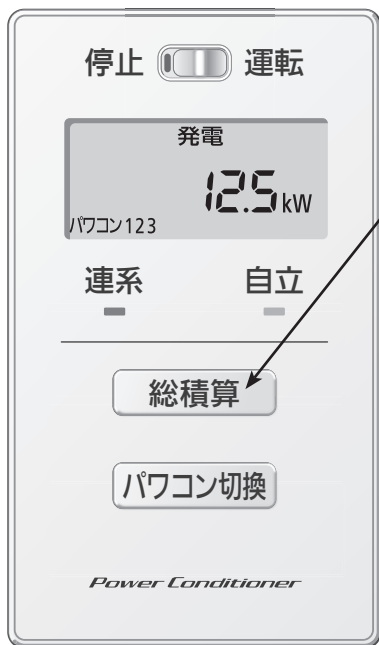 停止 運転
発電
12.5kW
パワコン123
連系 自立
総積算
パワコン切換
Power Conditioner